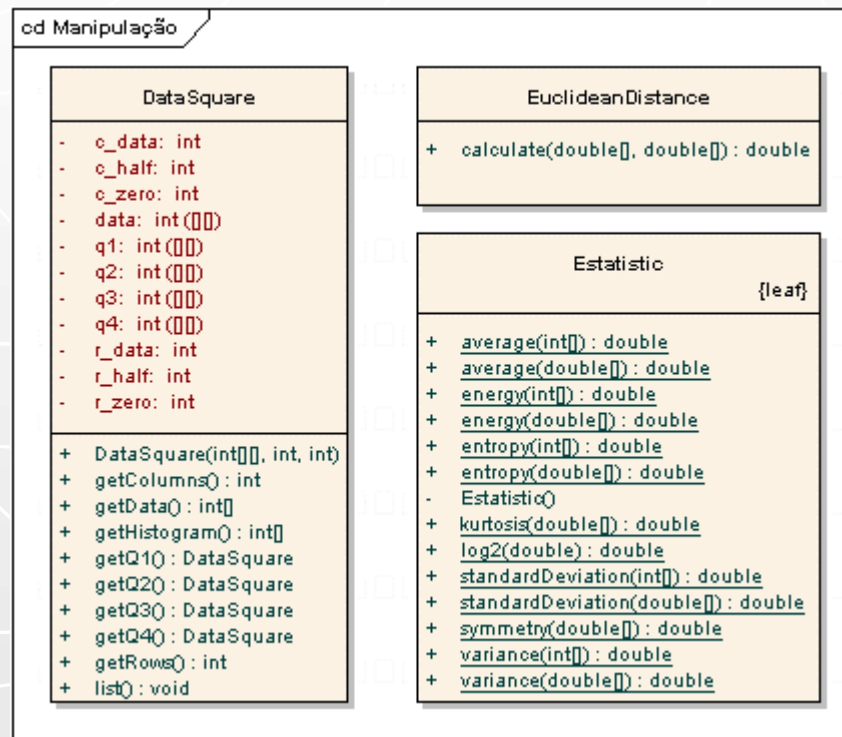 cd Manipulação
DataSquare
- c_data: int
- c_half: int
- c_zero: int
- data: int ([][])
- q1: int ([][])
- q2: int ([][])
- q3: int ([][])
- q4: int ([][])
- r_data: int
- r_half: int
- r_zero: int
+ DataSquare(int[][], int, int)
+ getColumns() : int
+ getData() : int[]
+ getHistogram() : int[]
+ getQ1() : DataSquare
+ getQ2() : DataSquare
+ getQ3() : DataSquare
+ getQ4() : DataSquare
+ getRows() : int
+ list() : void
EuclideanDistance
+ calculate(double[], double[]) : double
Estatistic
{leaf}
+ average(int[]) : double
+ average(double[]) : double
+ energy(int[]) : double
+ energy(double[]) : double
+ entropy(int[]) : double
+ entropy(double[]) : double
- Estatistic()
+ kurtosis(double[]) : double
+ log2(double) : double
+ standardDeviation(int[]) : double
+ standardDeviation(double[]) : double
+ symmetry(double[]) : double
+ variance(int[]) : double
+ variance(double[]) : double